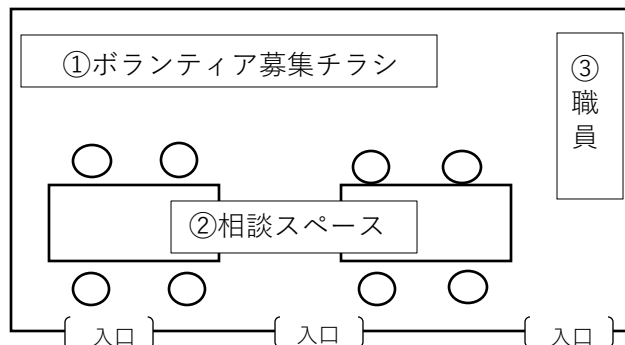 ①ボランティア募集チラシ
③
職
員
②相談スペース
入口
入口
入口